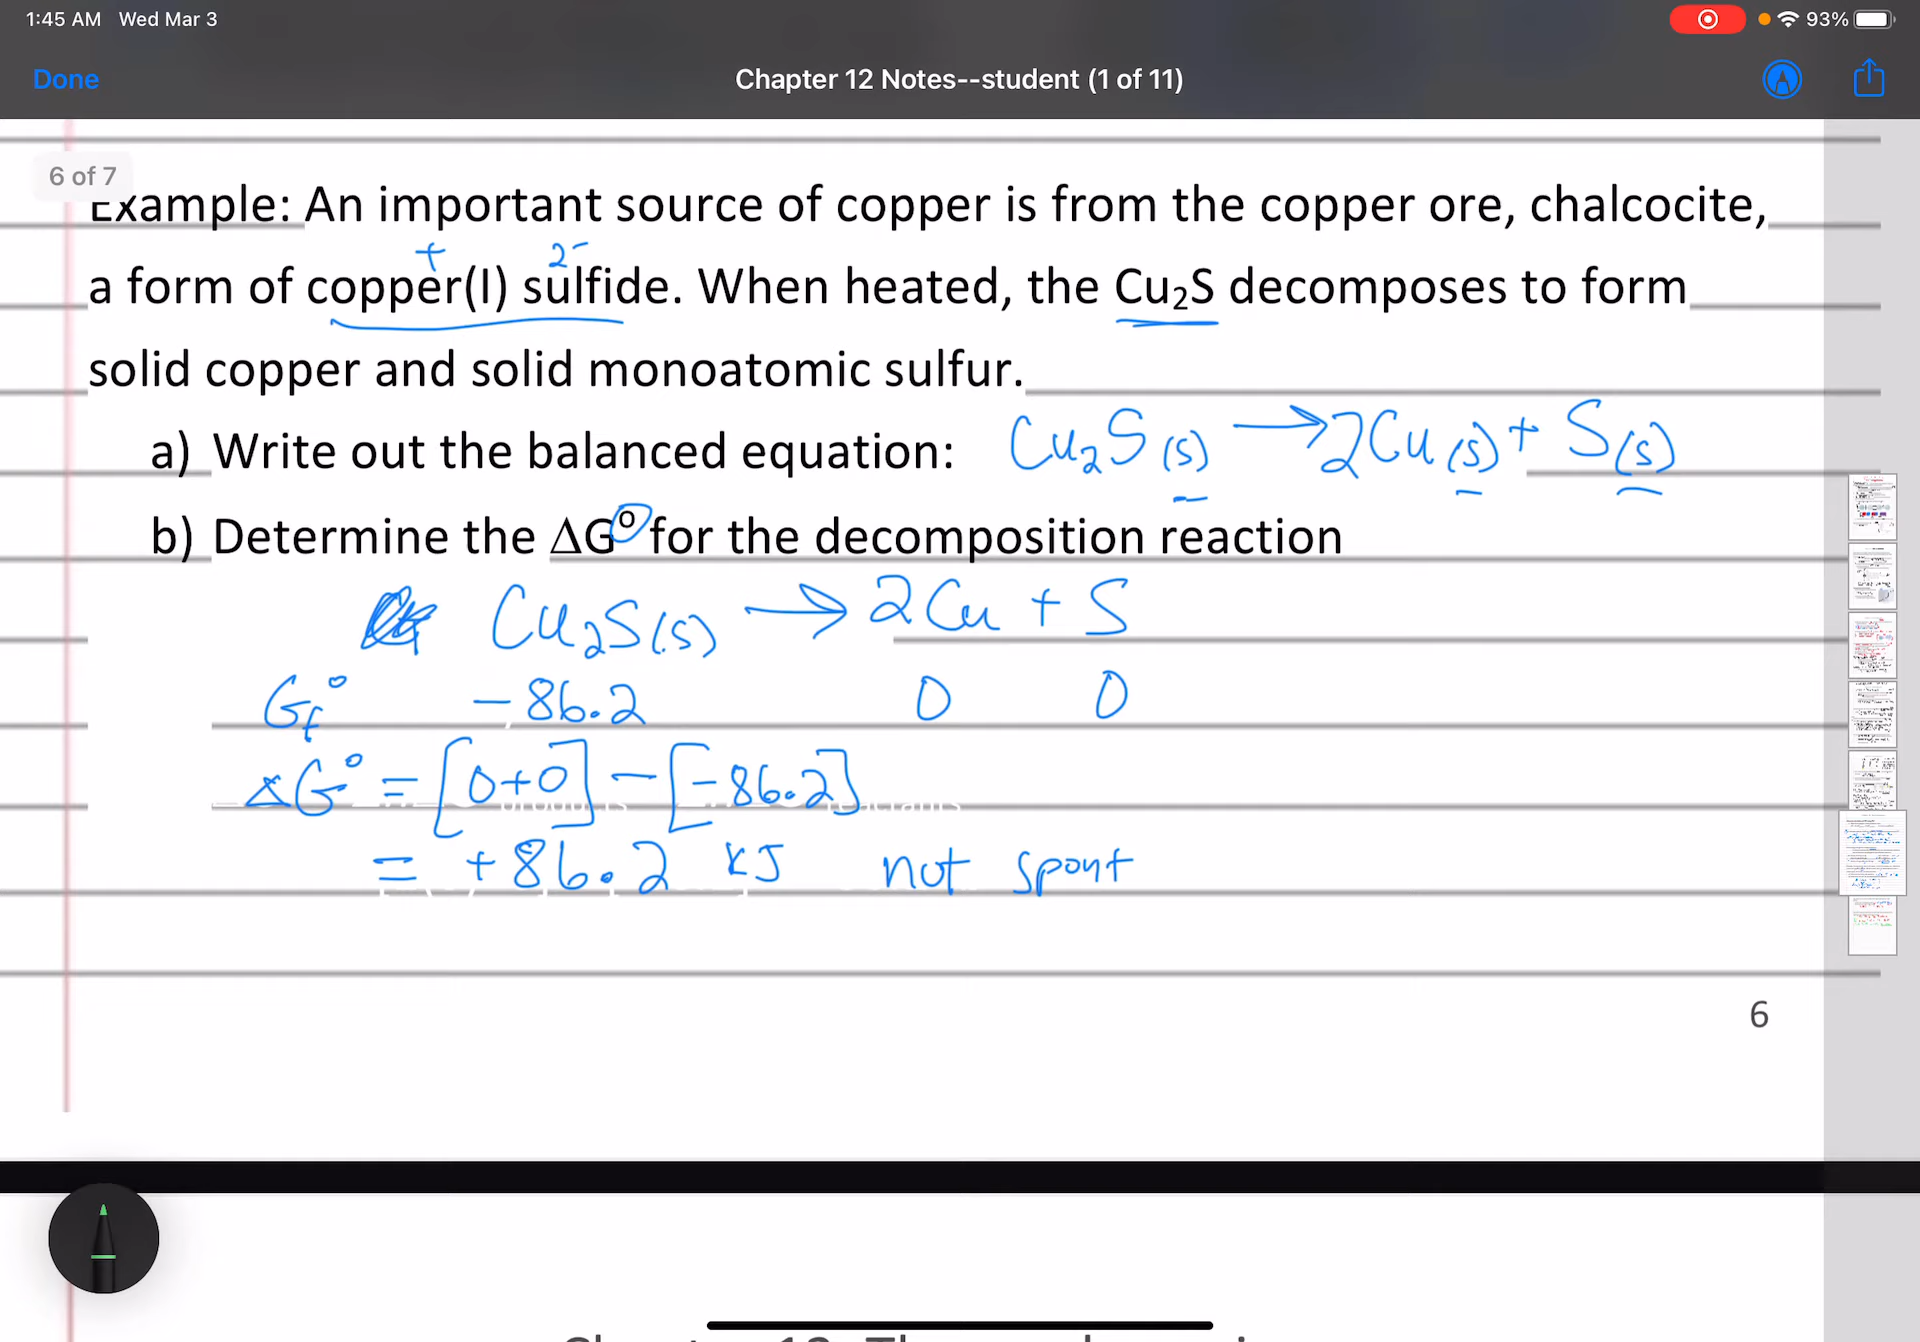 1:45 AM Wed Mar 3
93%
Done
Chapter 12 Notes--student (1 of 11)
6 of 7
Example: An important source of copper is from the copper ore, chalcocite,
+ 2-
a form of copper(I) sulfide. When heated, the Cu₂S decomposes to form
solid copper and solid monoatomic sulfur.
a) Write out the balanced equation: Cu₂S (s) → 2Cu (s) + S(s)
b) Determine the ΔG° for the decomposition reaction
Cu₂S(s) → 2Cu + S
Gf° -86.2 0 0
ΔG° = [0+0] - [-86.2]
products reactants
= +86.2 kJ not spont
6